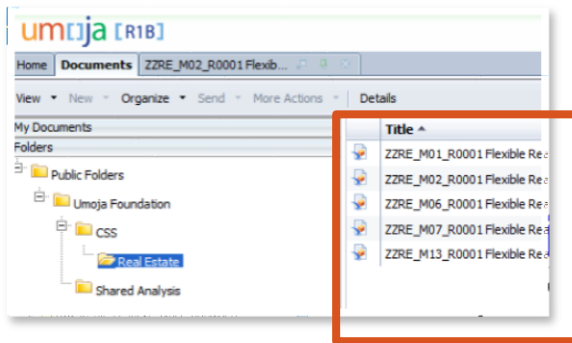 umoja [R1B]
Home Documents ZZRE_M02_R0001 Flexib...
View New Organize Send More Actions Details
My Documents
Title
Folders
ZZRE_M01_R0001 Flexible Re
Public Folders
ZZRE_M02_R0001 Flexible Re
Umoja Foundation
ZZRE_M06_R0001 Flexible Re
CSS
ZZRE_M07_R0001 Flexible Re
Real Estate
ZZRE_M13_R0001 Flexible Re
Shared Analysis